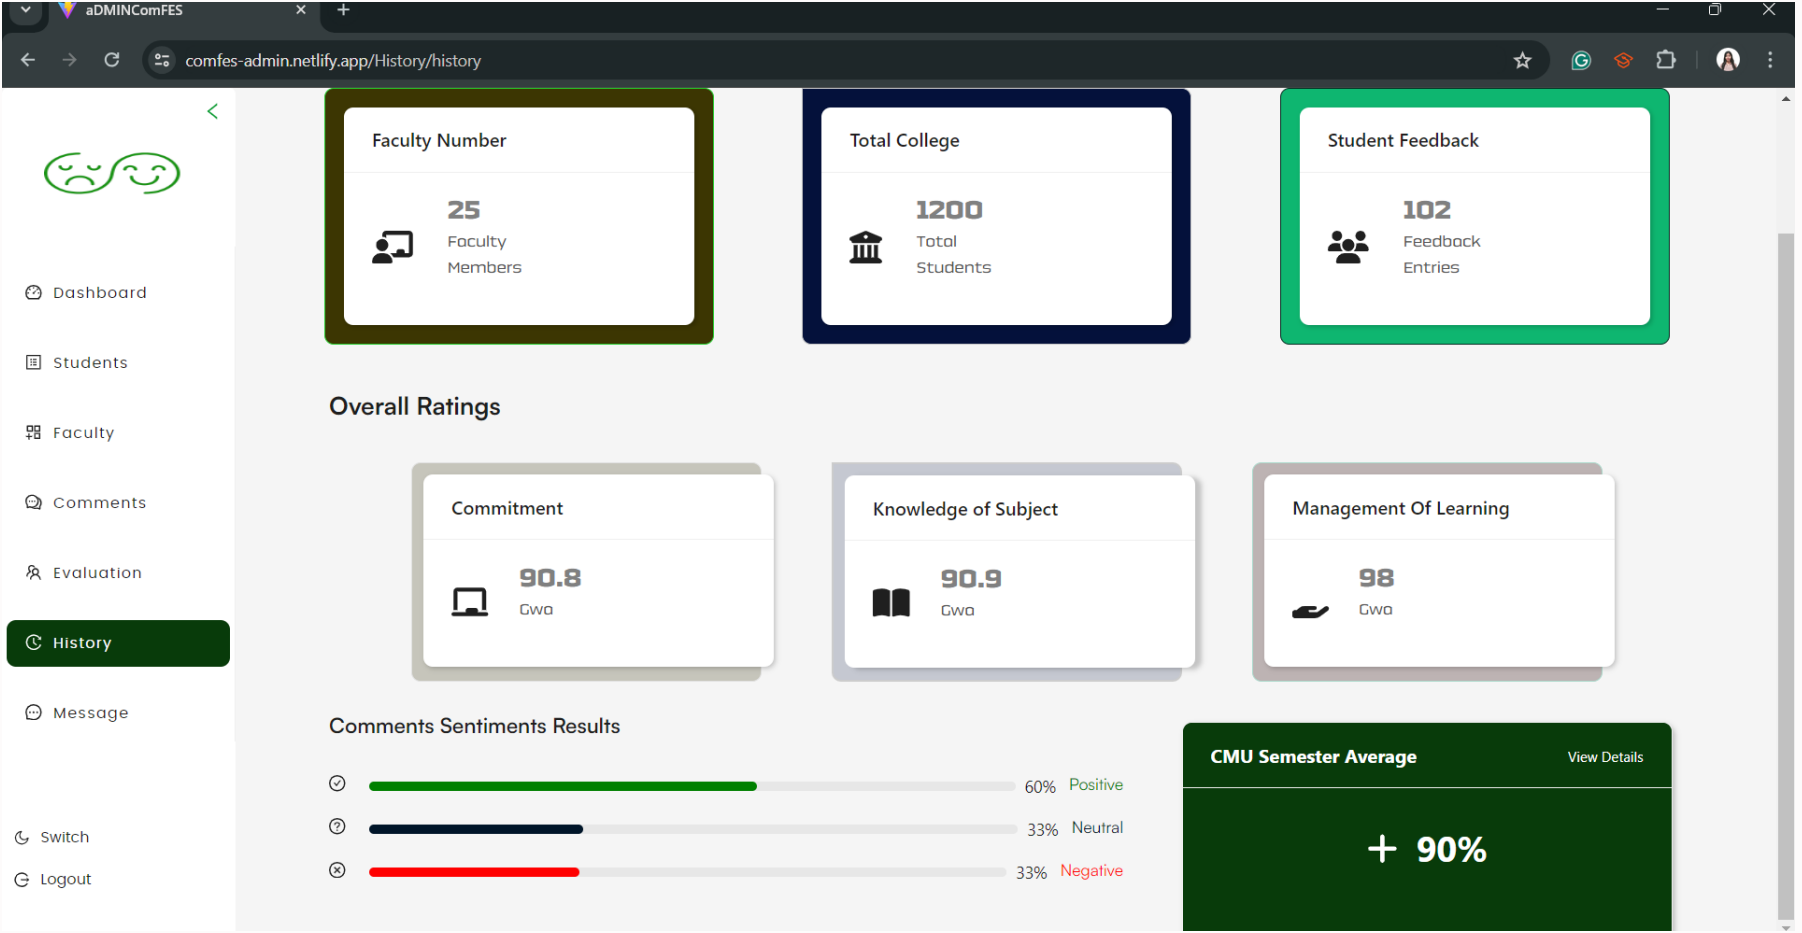 aDMINComFES
comfes-admin.netlify.app/History/history
Dashboard
Students
Faculty
Comments
Evaluation
History
Message
Switch
Logout
Faculty Number
25
Faculty
Members
Total College
1200
Total
Students
Student Feedback
102
Feedback
Entries
Overall Ratings
Commitment
90.8
Gwa
Knowledge of Subject
90.9
Gwa
Management Of Learning
98
Gwa
Comments Sentiments Results
60% Positive
33% Neutral
33% Negative
CMU Semester Average View Details
+ 90%